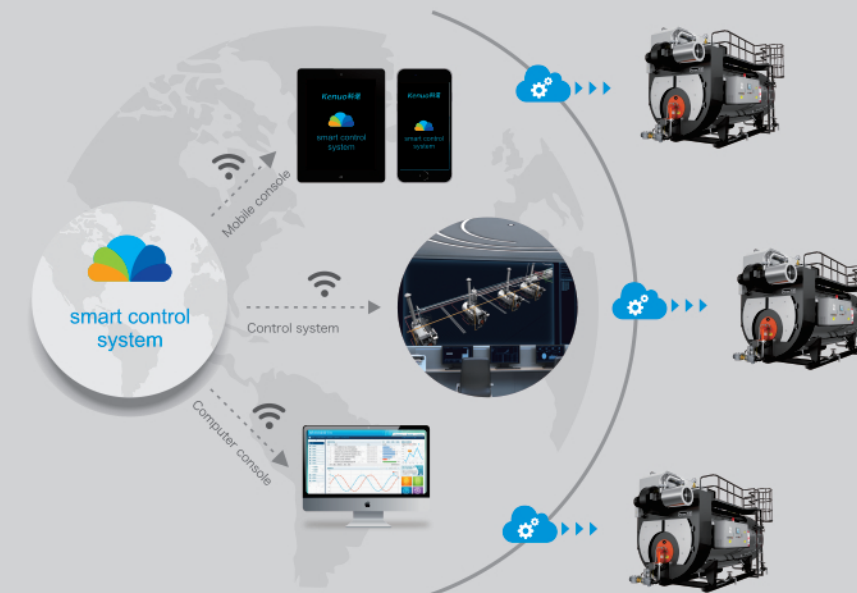 Kenuo科诺
smart control
system
Kenuo科诺
smart control
system
Mobile console
smart control
system
Control system
Computer console